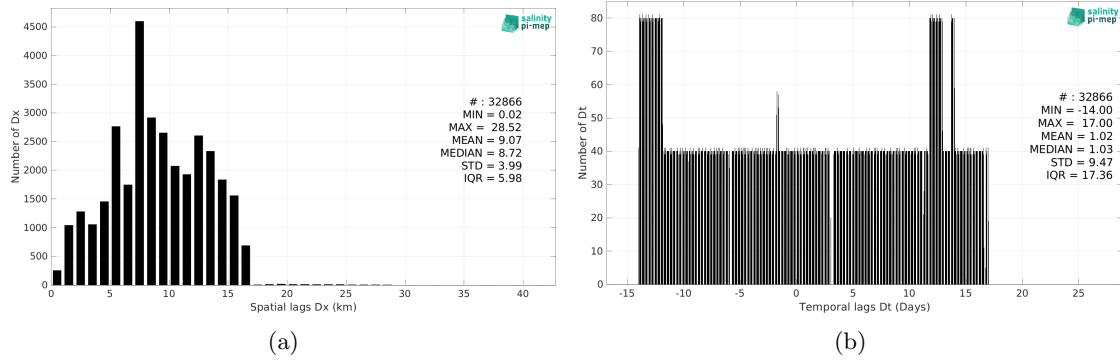 salinity
pi-mep
4500
4000
3500
3000
2500
2000
1500
1000
500
0
Number of Dx
# : 32866
MIN = 0.02
MAX = 28.52
MEAN = 9.07
MEDIAN = 8.72
STD = 3.99
IQR = 5.98
0 5 10 15 20 25 30 35 40
Spatial lags Dx (km)
(a)
salinity
pi-mep
80
70
60
50
40
30
20
10
0
Number of Dt
# : 32866
MIN = -14.00
MAX = 17.00
MEAN = 1.02
MEDIAN = 1.03
STD = 9.47
IQR = 17.36
-15 -10 -5 0 5 10 15 20 25
Temporal lags Dt (Days)
(b)